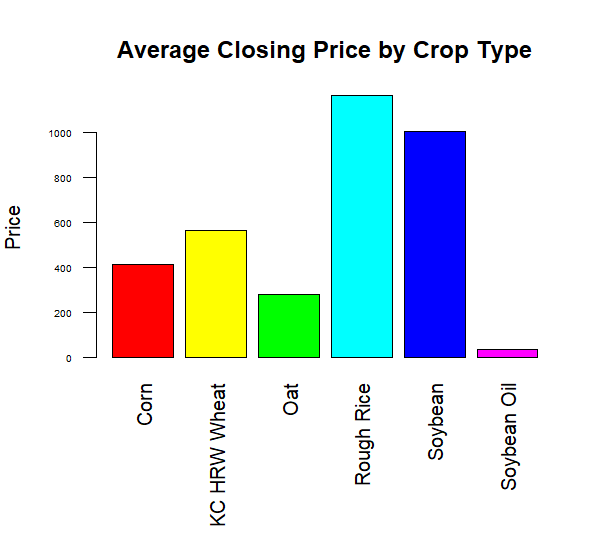 Average Closing Price by Crop Type
Price
1000
800
600
400
200
0
Corn
KC HRW Wheat
Oat
Rough Rice
Soybean
Soybean Oil